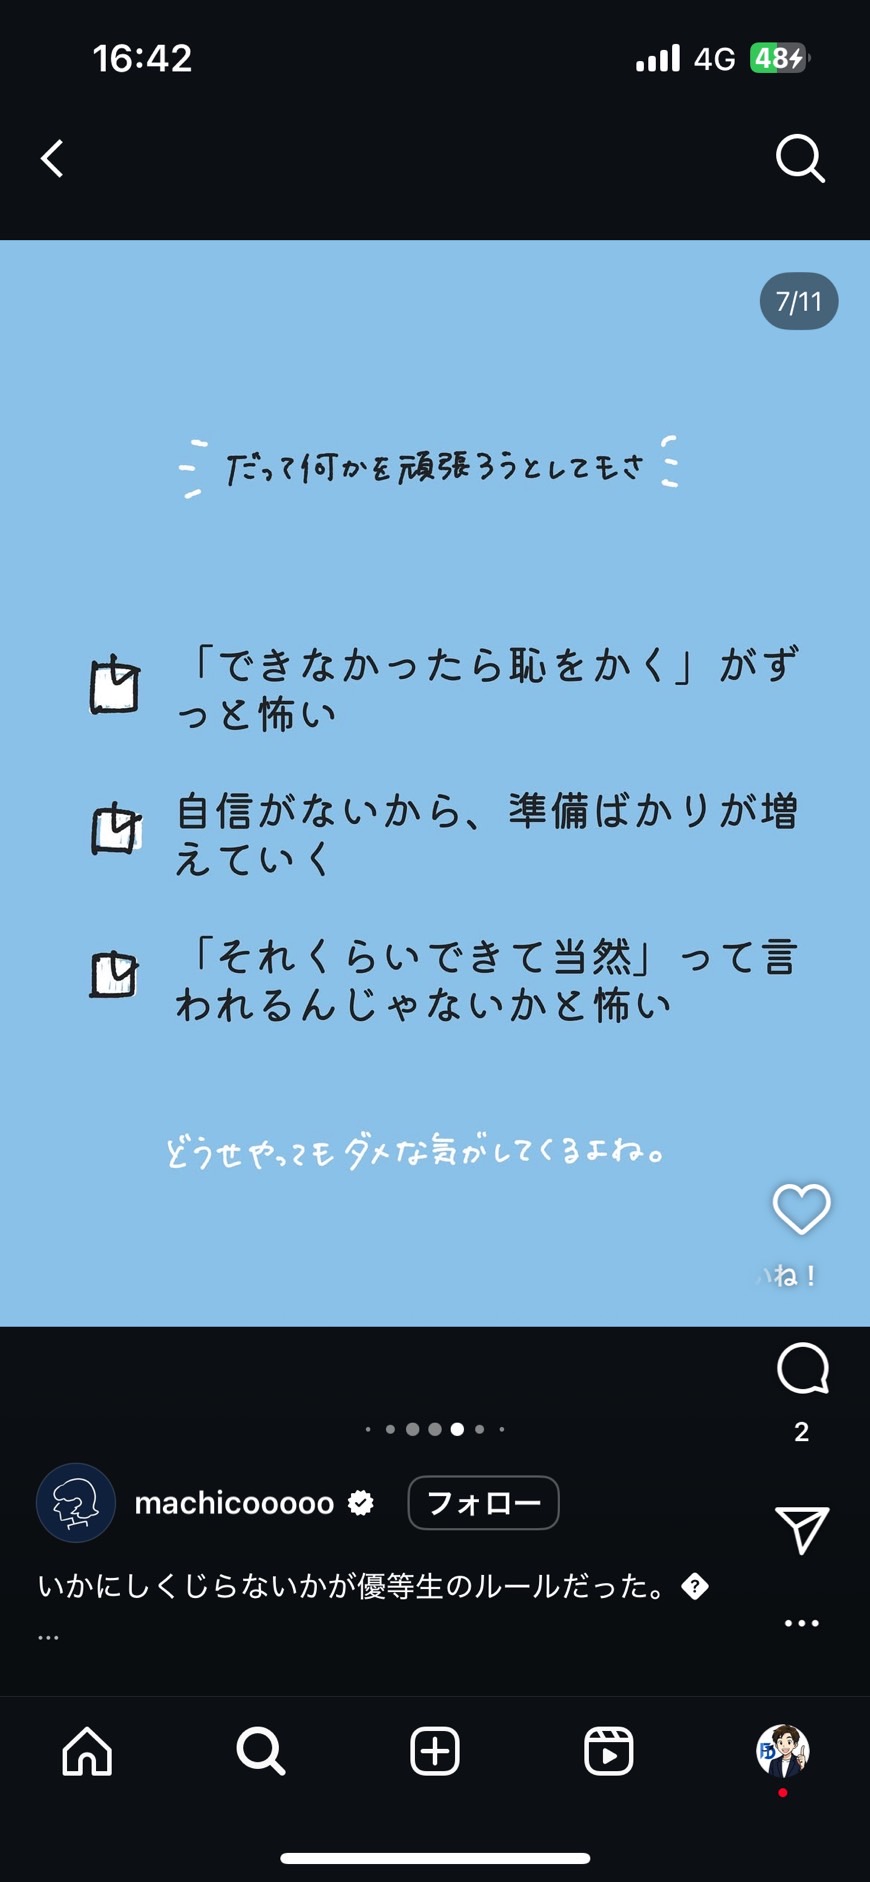 16:42
4G
48
7/11
だって何かを頑張ろうとしてもさ
「できなかったら恥をかく」がず
っと怖い
自信がないから、準備ばかりが増
えていく
「それくらいできて当然」って言
われるんじゃないかと怖い
どうせやってもダメな気がしてくるよね。
いね！
2
machicooooo
フォロー
いかにしくじらないかが優等生のルールだった。
...